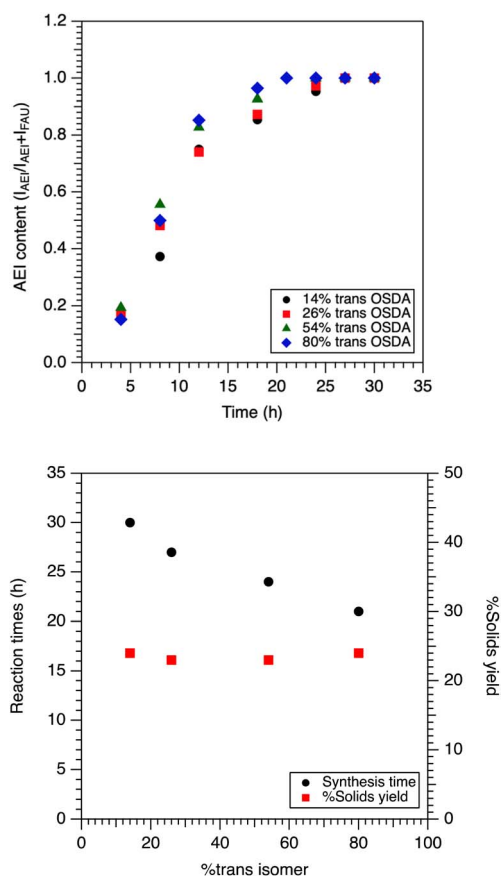 1.2
1.0
0.8
0.6
0.4
0.2
0.0
AEI content (I_AEI/I_AEI+I_FAU)
14% trans OSDA
26% trans OSDA
54% trans OSDA
80% trans OSDA
0 5 10 15 20 25 30 35
Time (h)
35
30
25
20
15
10
5
0
Reaction times (h)
50
40
30
20
10
0
%Solids yield
Synthesis time
%Solids yield
0 20 40 60 80 100
%trans isomer